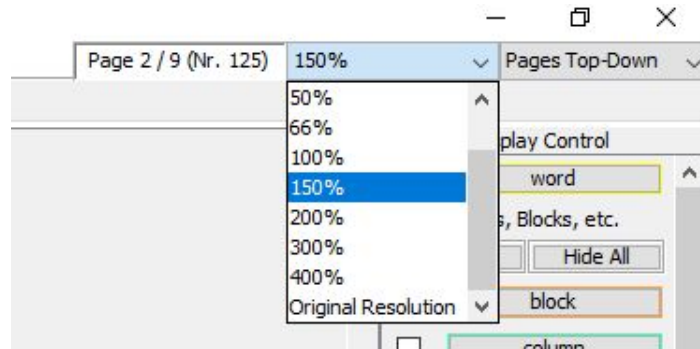 Page 2 / 9 (Nr. 125) 150% Pages Top-Down
50%
66%
100%
150%
200%
300%
400%
Original Resolution
play Control
word
, Blocks, etc.
Hide All
block
column